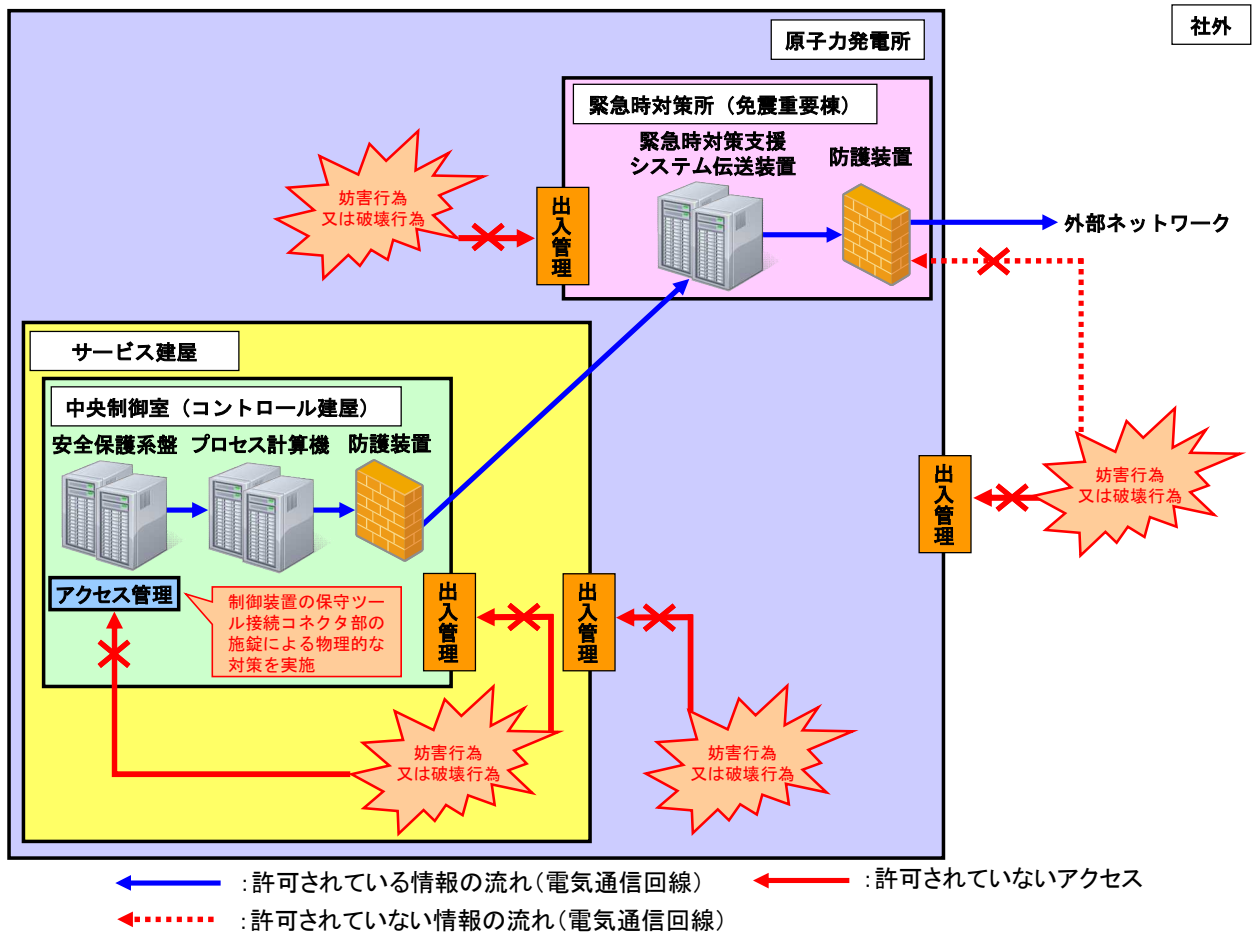 社外
原子力発電所
緊急時対策所（免震重要棟）
緊急時対策支援
システム伝送装置
防護装置
妨害行為
又は破壊行為
出入管理
外部ネットワーク
サービス建屋
中央制御室（コントロール建屋）
安全保護系盤
プロセス計算機
防護装置
出入管理
妨害行為
又は破壊行為
アクセス管理
制御装置の保守ツー
ル接続コネクタ部の
施錠による物理的な
対策を実施
出入管理
出入管理
妨害行為
又は破壊行為
妨害行為
又は破壊行為
：許可されている情報の流れ（電気通信回線）
：許可されていないアクセス
：許可されていない情報の流れ（電気通信回線）